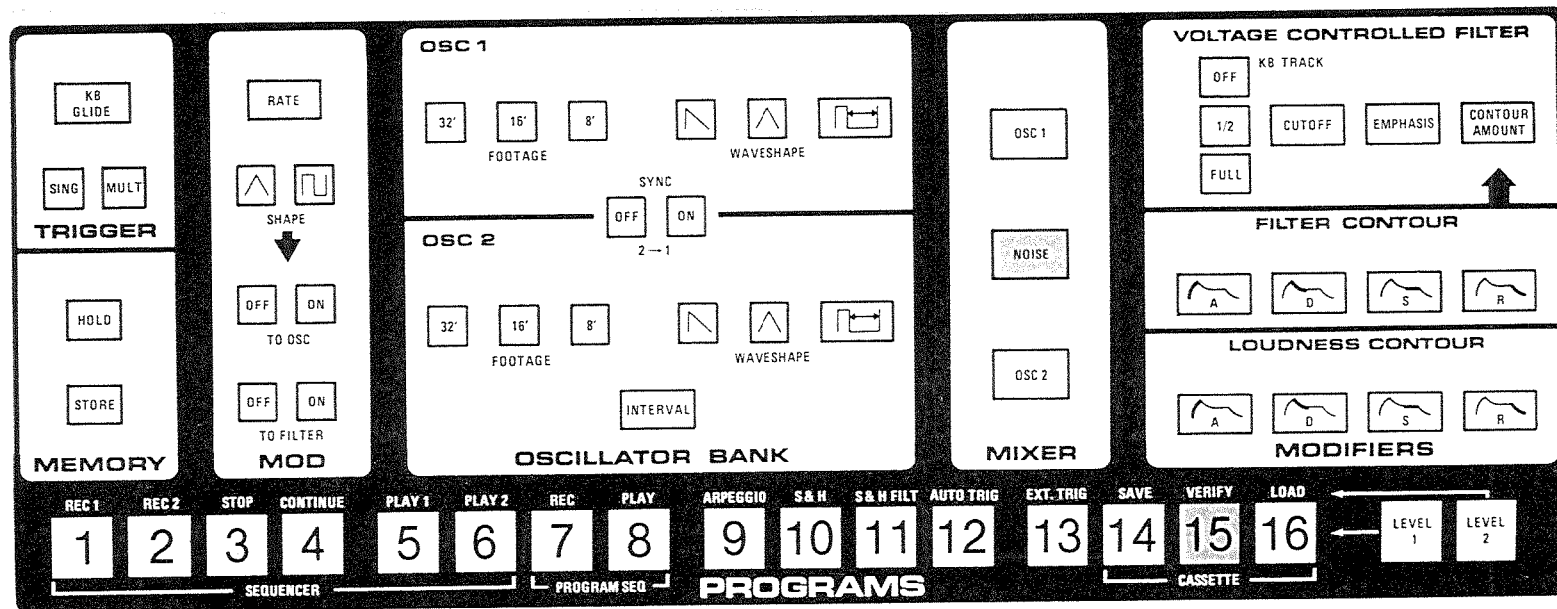 KB
GLIDE
SING MULT
TRIGGER
HOLD
STORE
MEMORY
RATE
SHAPE
OFF ON
TO OSC
OFF ON
TO FILTER
MOD
OSC 1
32' 16' 8'
FOOTAGE
WAVESHAPE
SYNC
OFF ON
2→1
OSC 2
32' 16' 8'
FOOTAGE
WAVESHAPE
INTERVAL
OSCILLATOR BANK
OSC 1
NOISE
OSC 2
MIXER
VOLTAGE CONTROLLED FILTER
KB TRACK
OFF
1/2
FULL
CUTOFF
EMPHASIS
CONTOUR
AMOUNT
FILTER CONTOUR
A D S R
LOUDNESS CONTOUR
A D S R
MODIFIERS
REC 1 REC 2 STOP CONTINUE PLAY 1 PLAY 2 REC PLAY ARPEGGIO S & H S & H FILT AUTO TRIG EXT. TRIG SAVE VERIFY LOAD
1 2 3 4 5 6 7 8 9 10 11 12 13 14 15 16
LEVEL
1
LEVEL
2
SEQUENCER
PROGRAM SEQ
PROGRAMS
CASSETTE